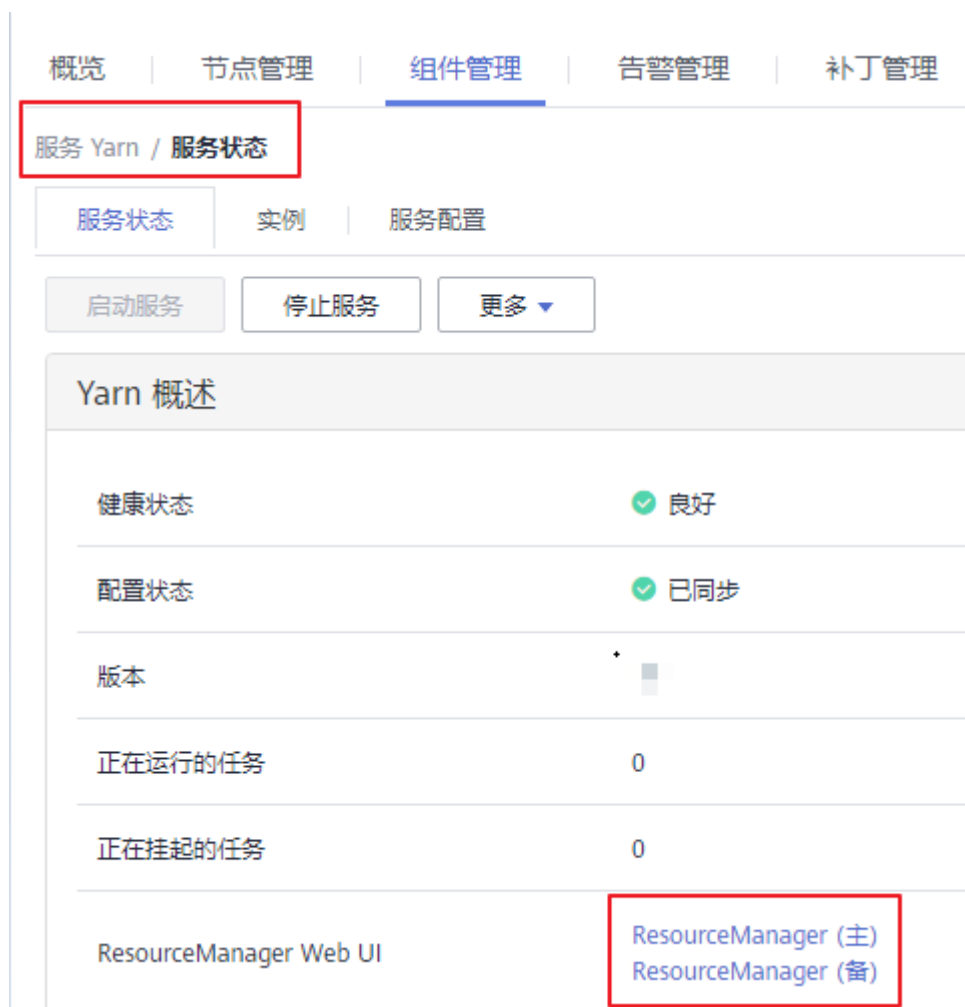 概览 节点管理 组件管理 告警管理 补丁管理
服务 Yarn / 服务状态
服务状态 实例 服务配置
启动服务 停止服务 更多
Yarn 概述
健康状态 良好
配置状态 已同步
版本
正在运行的任务 0
正在挂起的任务 0
ResourceManager Web UI ResourceManager (主)
ResourceManager (备)